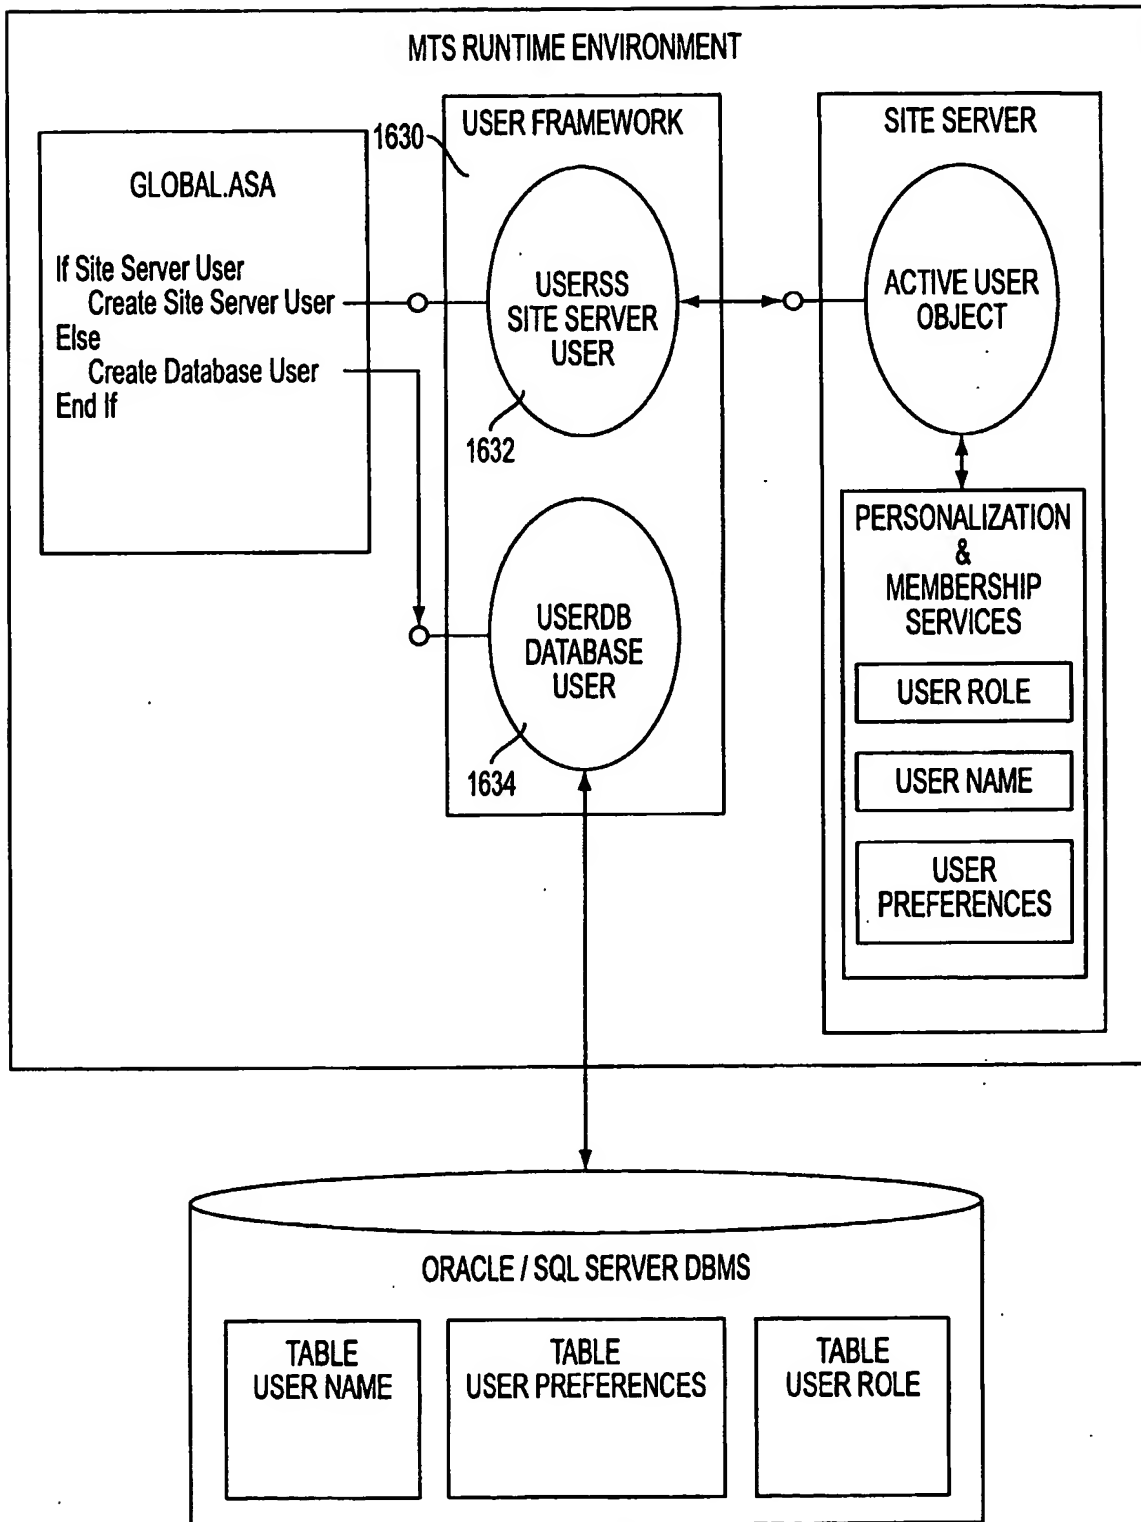 MTS RUNTIME ENVIRONMENT
GLOBAL.ASA
If Site Server User
Create Site Server User
Else
Create Database User
End If
1630
USER FRAMEWORK
USERSS
SITE SERVER
USER
1632
USERDB
DATABASE
USER
1634
SITE SERVER
ACTIVE USER
OBJECT
PERSONALIZATION
&
MEMBERSHIP
SERVICES
USER ROLE
USER NAME
USER
PREFERENCES
ORACLE / SQL SERVER DBMS
TABLE
USER NAME
TABLE
USER PREFERENCES
TABLE
USER ROLE